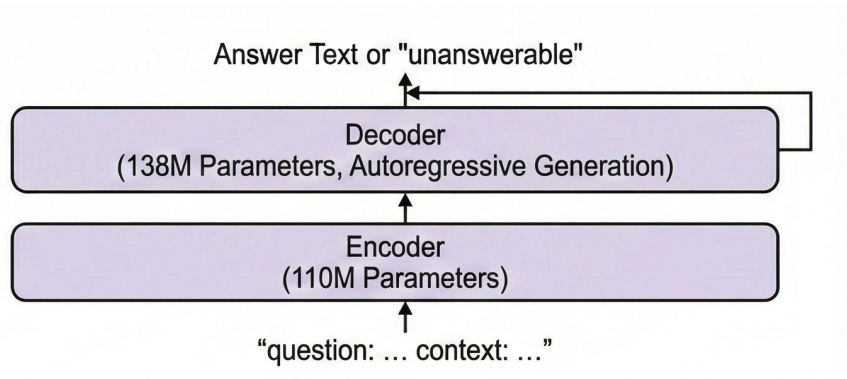 Answer Text or "unanswerable"
Decoder
(138M Parameters, Autoregressive Generation)
Encoder
(110M Parameters)
“question: ... context: ...”